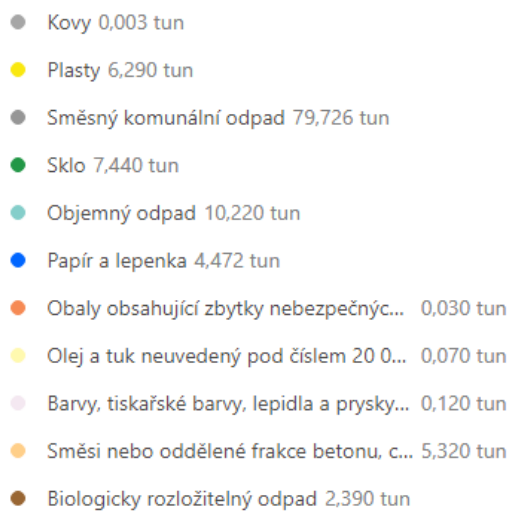 Kovy 0,003 tun
Plasty 6,290 tun
Směsný komunální odpad 79,726 tun
Sklo 7,440 tun
Objemný odpad 10,220 tun
Papír a lepenka 4,472 tun
Obaly obsahující zbytky nebezpečnýc... 0,030 tun
Olej a tuk neuvedený pod číslem 20 0... 0,070 tun
Barvy, tiskařské barvy, lepidla a prysky... 0,120 tun
Směsi nebo oddělené frakce betonu, c... 5,320 tun
Biologicky rozložitelný odpad 2,390 tun